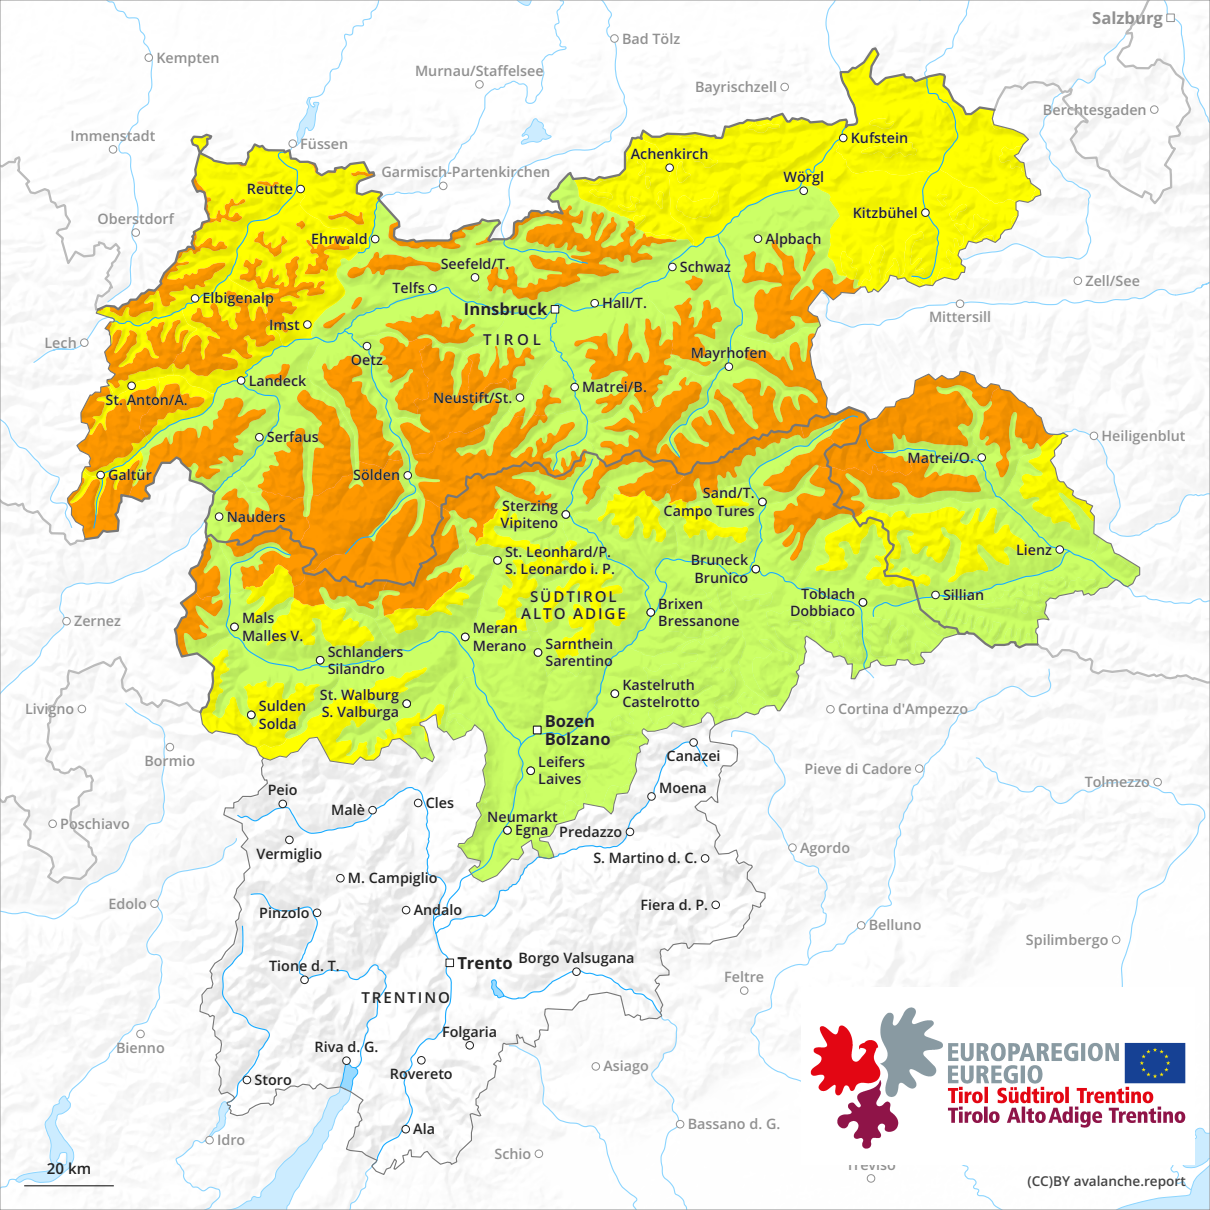 Salzburg
Bad Tölz
Kempten
Murnau/Staffelsee
Bayrischzell
Berchtesgaden
Immenstadt
Füssen
Kufstein
Achenkirch
Garmisch-Partenkirchen
Wörgl
Reutte
Kitzbühel
Oberstdorf
Ehrwald
Alpbach
Seefeld/T.
Schwaz
Zell/See
Telfs
Elbigenalp
Hall/T.
Innsbruck
Mittersill
Imst
TIROL
Lech
Mayrhofen
Oetz
Landeck
Matrei/B.
St. Anton/A.
Neustift/St.
Serfaus
Heiligenblut
Matrei/O.
Galtür
Sölden
Sand/T.
Campo Tures
Sterzing
Vipiteno
Nauders
St. Leonhard/P.
S. Leonardo i. P.
Lienz
Bruneck
Brunico
SÜDTIROL
ALTO ADIGE
Toblach
Dobbiaco
Sillian
Brixen
Bressanone
Zernez
Mals
Malles V.
Meran
Merano
Sarnthein
Sarentino
Schlanders
Silandro
Kastelruth
Castelrotto
St. Walburg
S. Valburga
Sulden
Solda
Livigno
Cortina d'Ampezzo
Bozen
Bolzano
Canazei
Bormio
Leifers
Laives
Pieve di Cadore
Tolmezzo
Peio
Moena
Malè
Cles
Neumarkt
Egna
Predazzo
Poschiavo
Vermiglio
Agordo
S. Martino d. C.
M. Campiglio
Edolo
Pinzolo
Andalo
Fiera d. P.
Belluno
Spilimbergo
Trento
Borgo Valsugana
Tione d. T.
Feltre
TRENTINO
Folgaria
Bienno
Riva d. G.
Rovereto
Asiago
Storo
EUROPAREGION
EUREGIO
Tirol Südtirol Trentino
Tirolo Alto Adige Trentino
Ala
Bassano d. G.
Idro
Schio
Treviso
20 km
(CC)BY avalanche.report